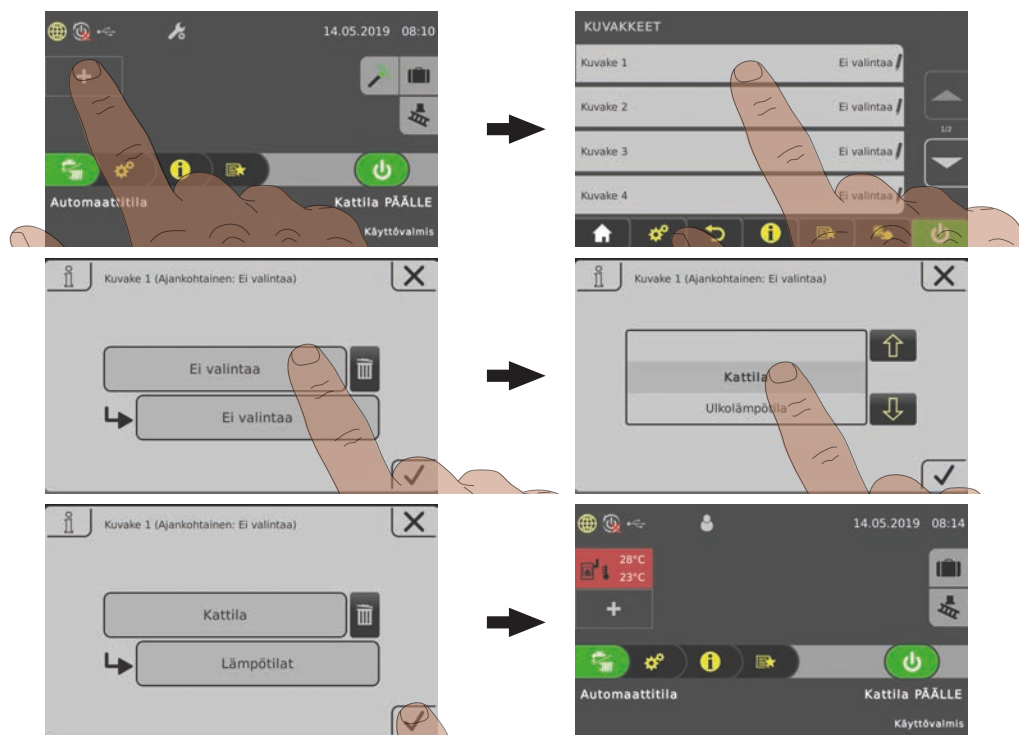 14.05.2019 08:10
Automaattitila
Kattila PÄÄLLE
Käyttövalmis
KUVAKKEET
Kuvake 1 Ei valintaa
Kuvake 2 Ei valintaa
Kuvake 3 Ei valintaa
Kuvake 4 Ei valintaa
1/2
Kuvake 1 (Ajankohtainen: Ei valintaa)
Ei valintaa
Ei valintaa
Kuvake 1 (Ajankohtainen: Ei valintaa)
Kattila
Ulkolämpötila
Kuvake 1 (Ajankohtainen: Ei valintaa)
Kattila
Lämpötilat
14.05.2019 08:14
28°C
23°C
Automaattitila
Kattila PÄÄLLE
Käyttövalmis